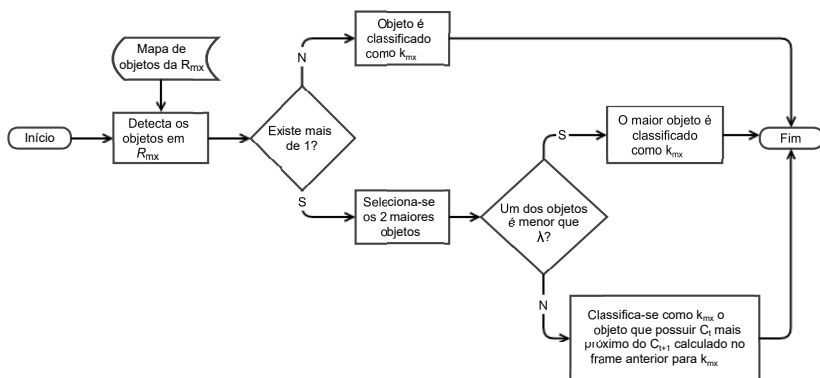 Início
Mapa de
objetos da Rmx
Detecta os
objetos em
Rmx
Existe mais
de 1?
N
Objeto é
classificado
como kmx
S
Seleciona-se
os 2 maiores
objetos
Um dos objetos
é menor que
λ?
S
O maior objeto é
classificado
como kmx
N
Classifica-se como kmx o
objeto que possuir Ct mais
próximo do Ct+1 calculado no
frame anterior para kmx
Fim